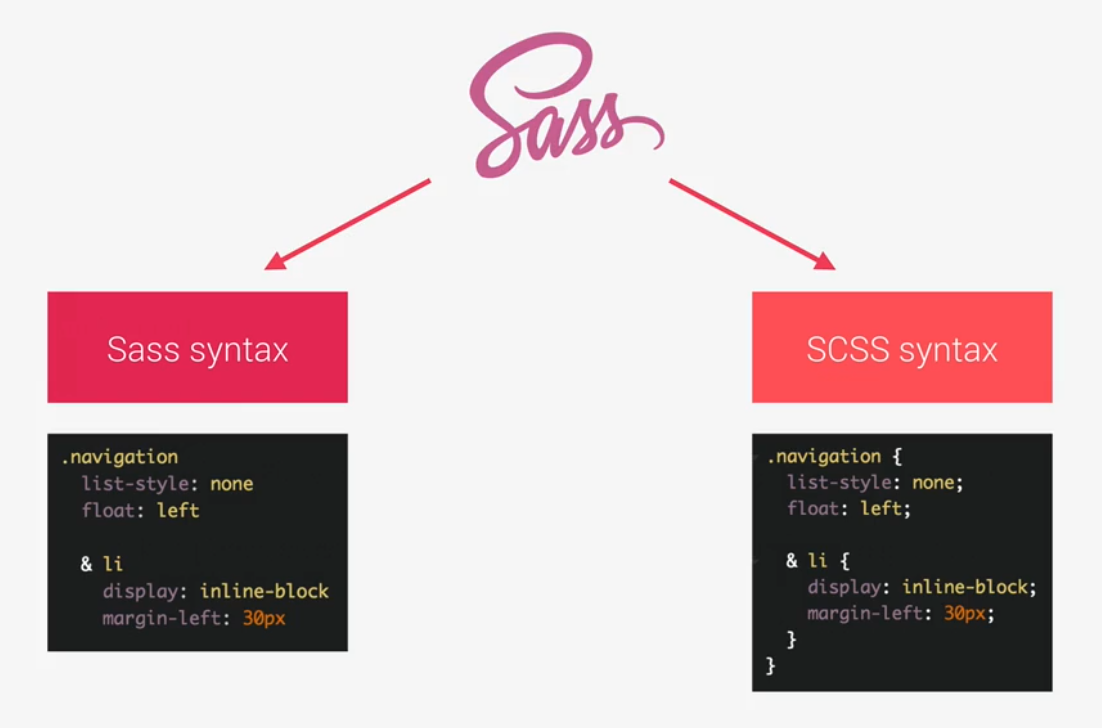 Sass
Sass syntax
.navigation
list-style: none
float: left
& li
display: inline-block
margin-left: 30px
SCSS syntax
.navigation {
list-style: none;
float: left;
& li {
display: inline-block;
margin-left: 30px;
}
}